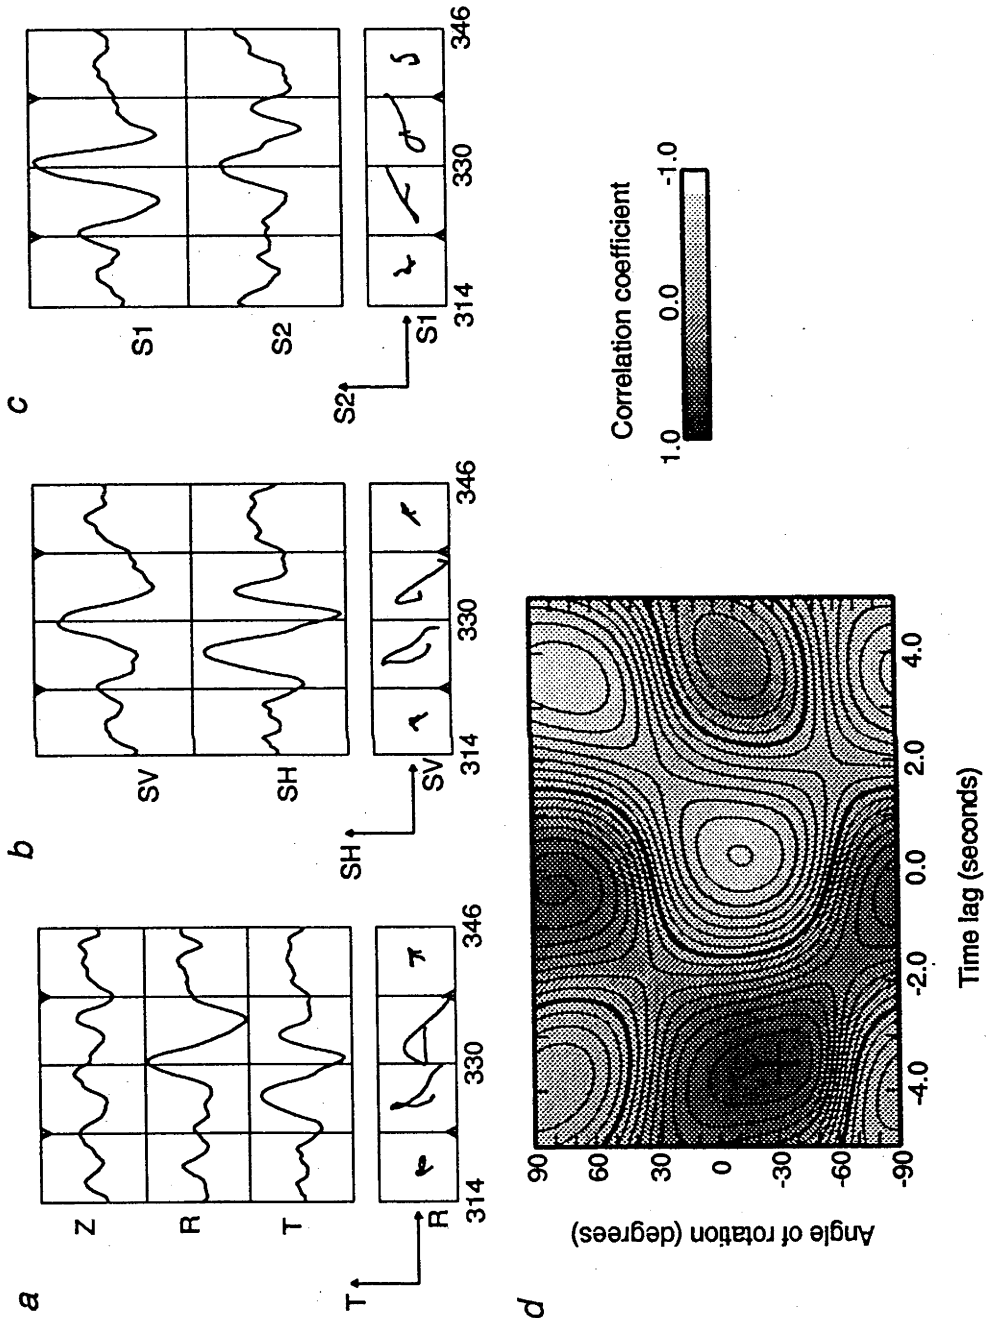 a
Z
R
T
T
R
314
330
346
b
SV
SH
SH
SV
314
330
346
c
S1
S2
S2
S1
314
330
346
d
Angle of rotation (degrees)
90
60
30
0
-30
-60
-90
-4.0
-2.0
0.0
2.0
4.0
Time lag (seconds)
Correlation coefficient
1.0
0.0
-1.0